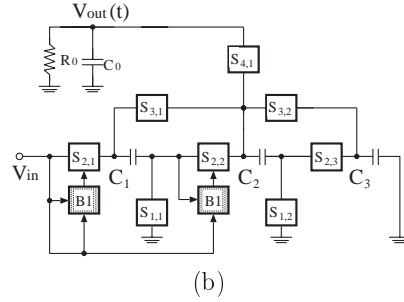 Vout (t)
R0
C0
S4,1
S3,1
S3,2
Vin
S2,1
C1
S2,2
C2
S2,3
C3
B1
S1,1
B1
S1,2
(b)